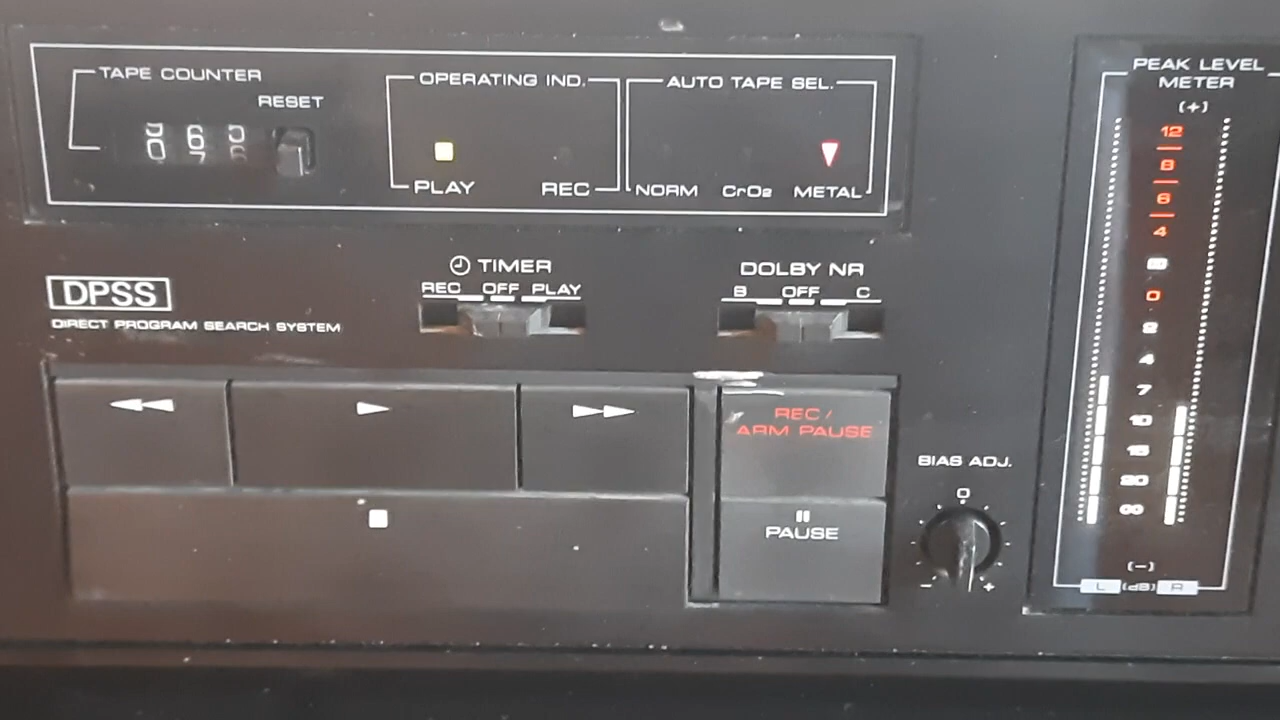 TAPE COUNTER
RESET
OPERATING IND.
PLAY REC
AUTO TAPE SEL.
NORM CrO₂ METAL
DPSS
DIRECT PROGRAM SEARCH SYSTEM
TIMER
REC OFF PLAY
DOLBY NR
B OFF C
REC/
ARM PAUSE
PAUSE
BIAS ADJ.
0
- +
PEAK LEVEL
METER
(+)
12
8
6
4
0
2
4
7
10
15
20
∞
(-)
L (dB) R